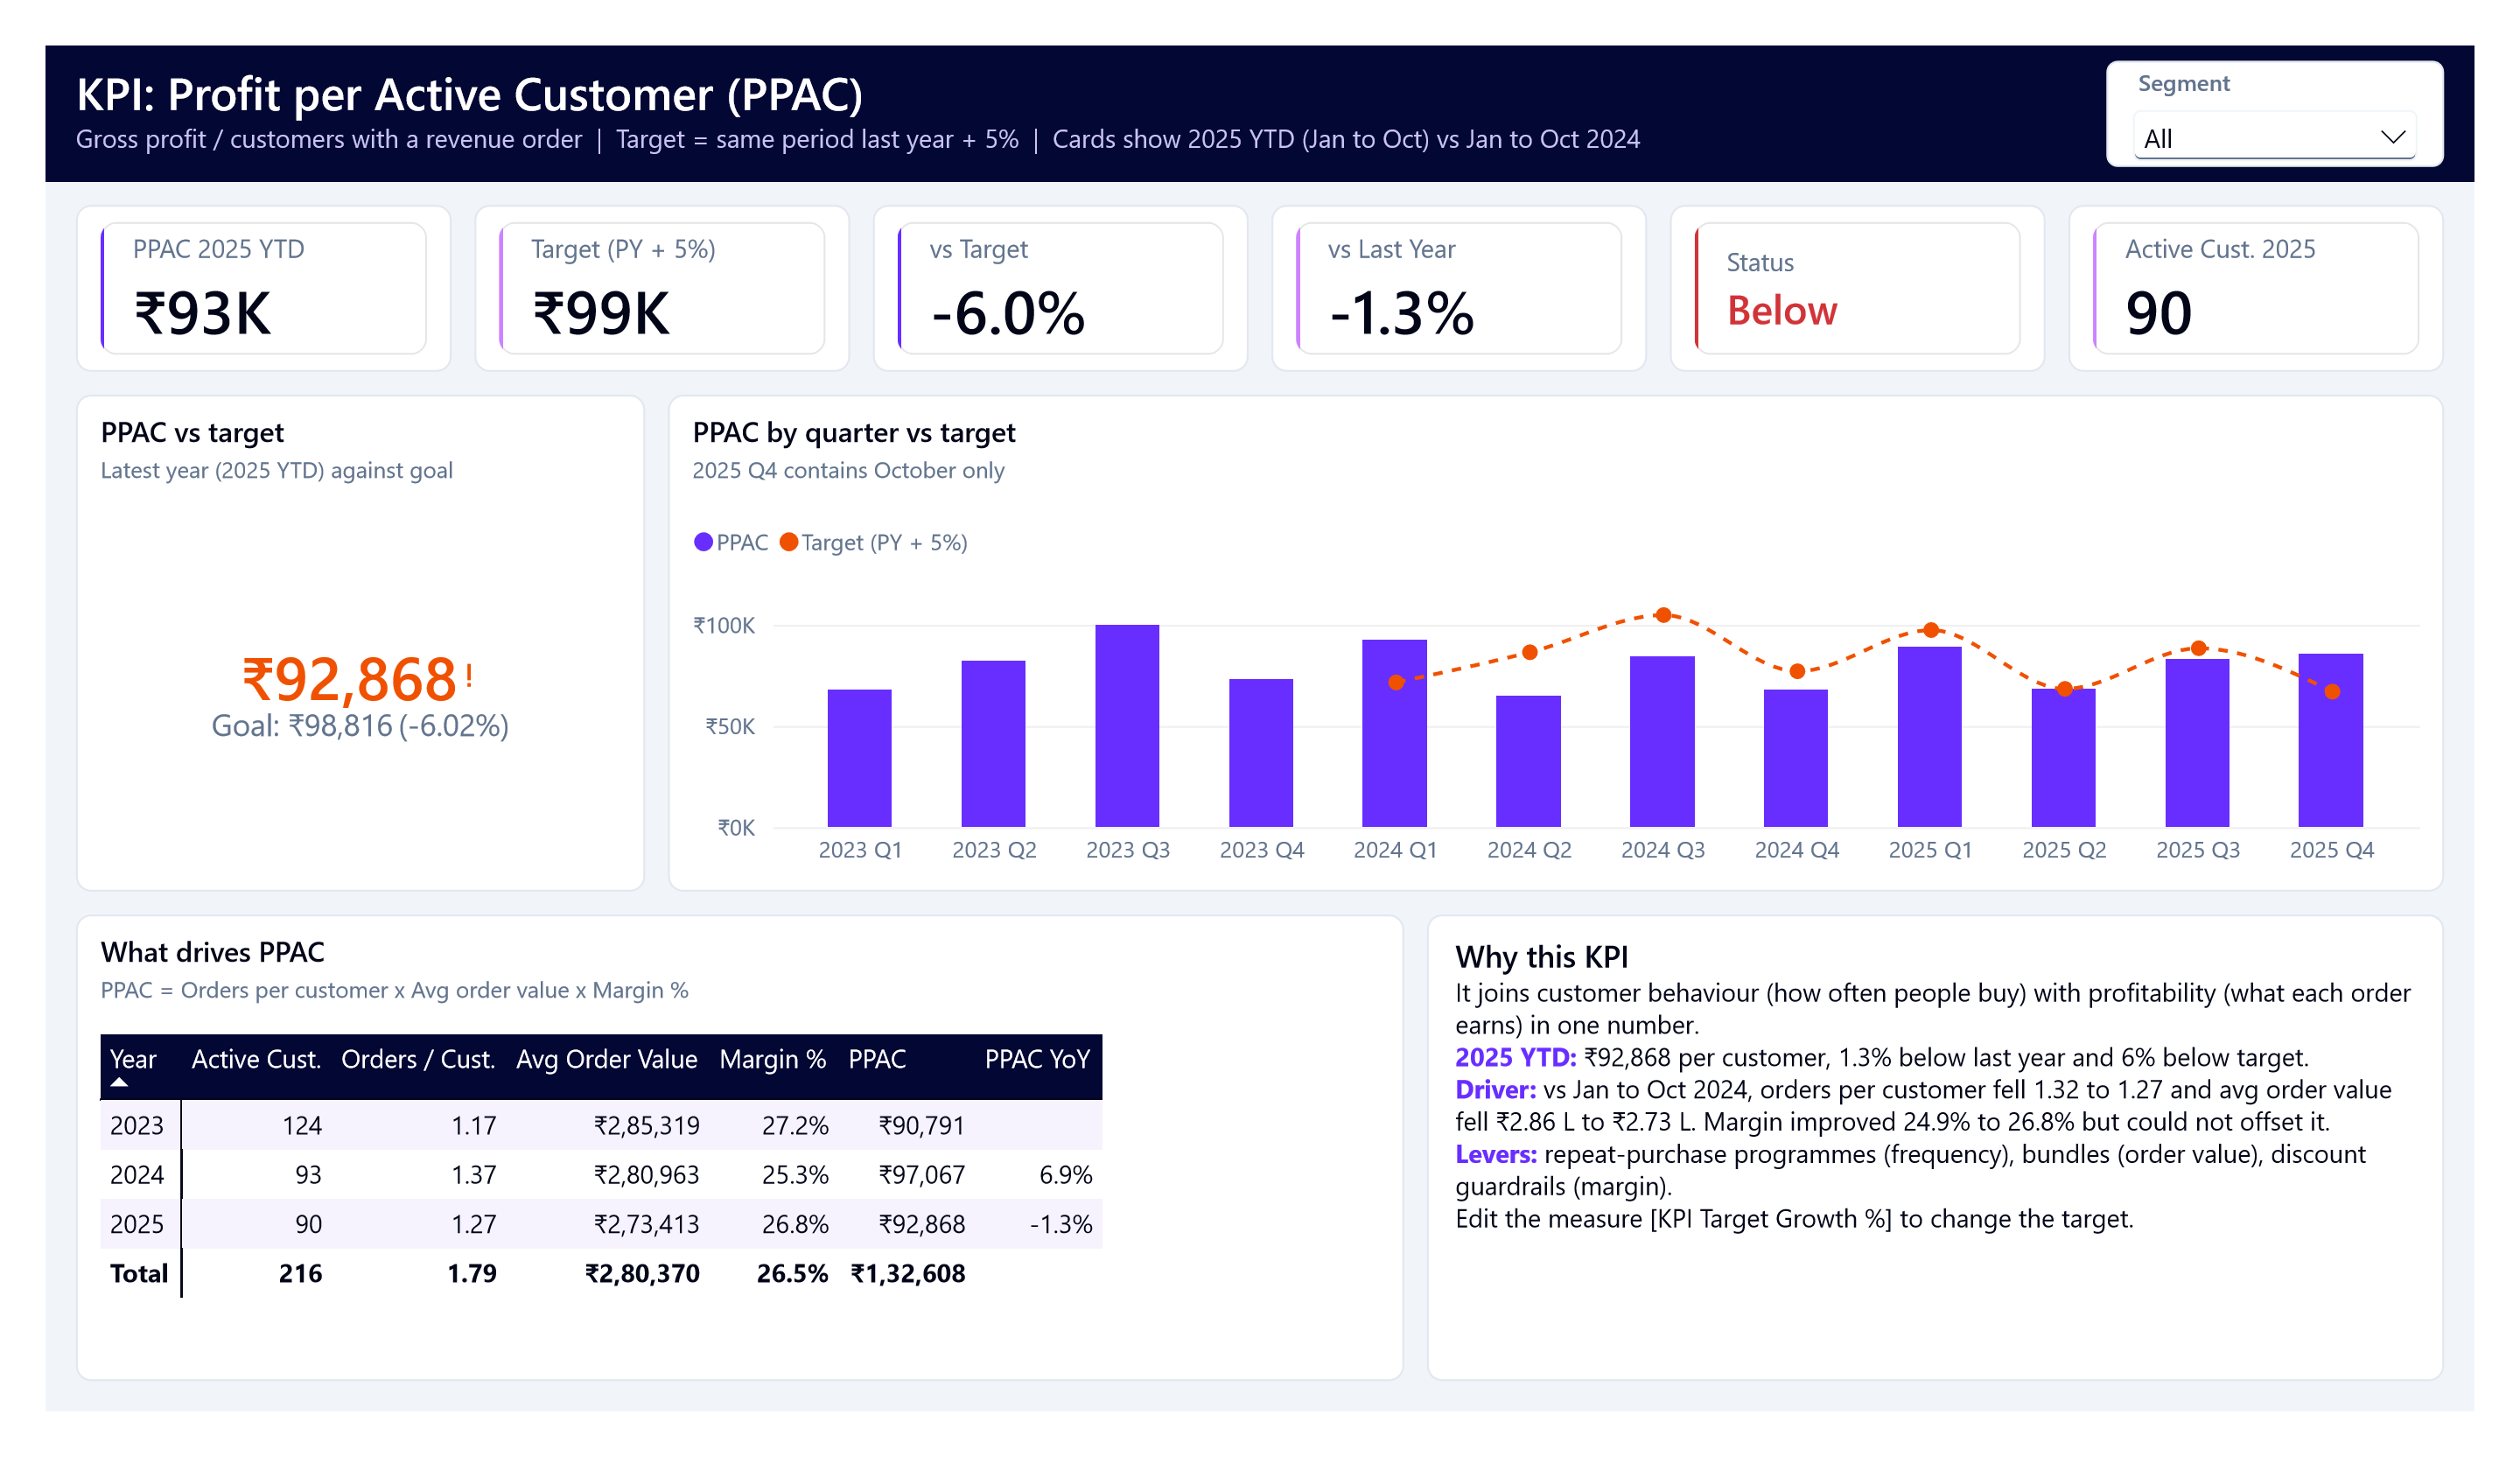 KPI: Profit per Active Customer (PPAC)
Gross profit / customers with a revenue order | Target = same period last year + 5% | Cards show 2025 YTD (Jan to Oct) vs Jan to Oct 2024
Segment
All
PPAC 2025 YTD
₹93K
Target (PY + 5%)
₹99K
vs Target
-6.0%
vs Last Year
-1.3%
Status
Below
Active Cust. 2025
90
PPAC vs target
Latest year (2025 YTD) against goal
₹92,868!
Goal: ₹98,816 (-6.02%)
PPAC by quarter vs target
2025 Q4 contains October only
PPAC Target (PY + 5%)
₹100K
₹50K
₹0K
2023 Q1 2023 Q2 2023 Q3 2023 Q4 2024 Q1 2024 Q2 2024 Q3 2024 Q4 2025 Q1 2025 Q2 2025 Q3 2025 Q4
What drives PPAC
PPAC = Orders per customer x Avg order value x Margin %
Year Active Cust. Orders / Cust. Avg Order Value Margin % PPAC PPAC YoY
2023 124 1.17 ₹2,85,319 27.2% ₹90,791
2024 93 1.37 ₹2,80,963 25.3% ₹97,067 6.9%
2025 90 1.27 ₹2,73,413 26.8% ₹92,868 -1.3%
Total 216 1.79 ₹2,80,370 26.5% ₹1,32,608
Why this KPI
It joins customer behaviour (how often people buy) with profitability (what each order
earns) in one number.
2025 YTD: ₹92,868 per customer, 1.3% below last year and 6% below target.
Driver: vs Jan to Oct 2024, orders per customer fell 1.32 to 1.27 and avg order value
fell ₹2.86 L to ₹2.73 L. Margin improved 24.9% to 26.8% but could not offset it.
Levers: repeat-purchase programmes (frequency), bundles (order value), discount
guardrails (margin).
Edit the measure [KPI Target Growth %] to change the target.